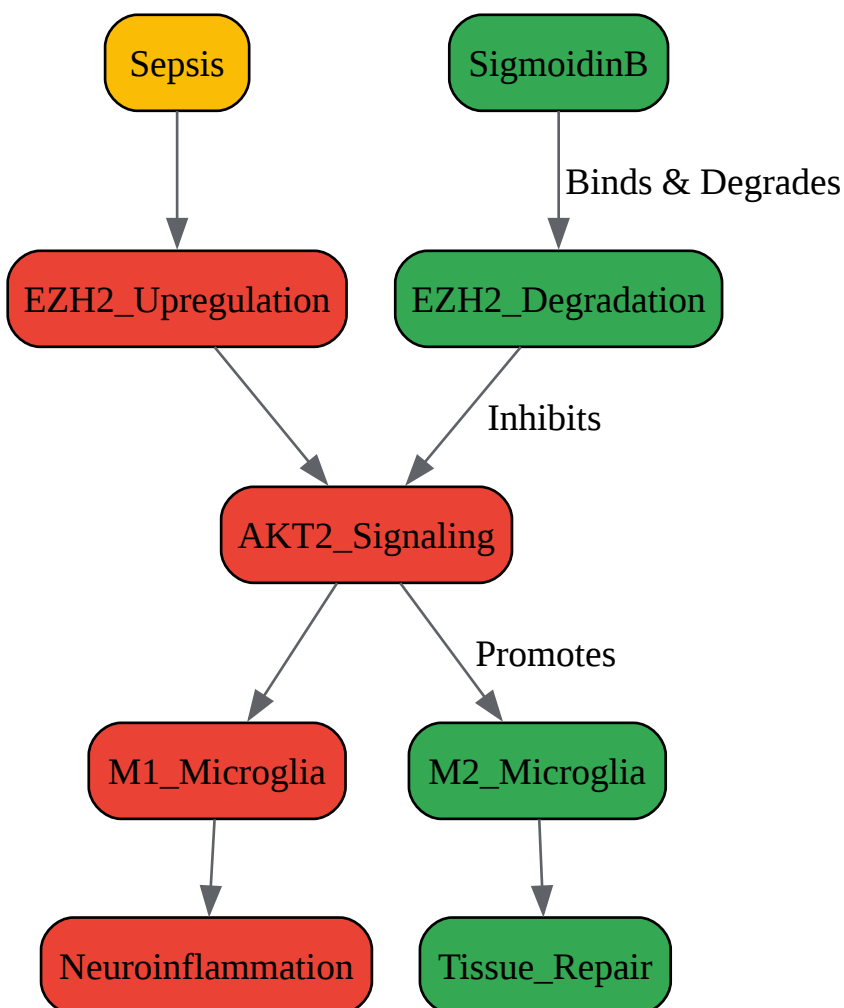 Sepsis
SigmoidinB
Binds & Degrades
EZH2_Upregulation
EZH2_Degradation
Inhibits
AKT2_Signaling
Promotes
M1_Microglia
M2_Microglia
Neuroinflammation
Tissue_Repair